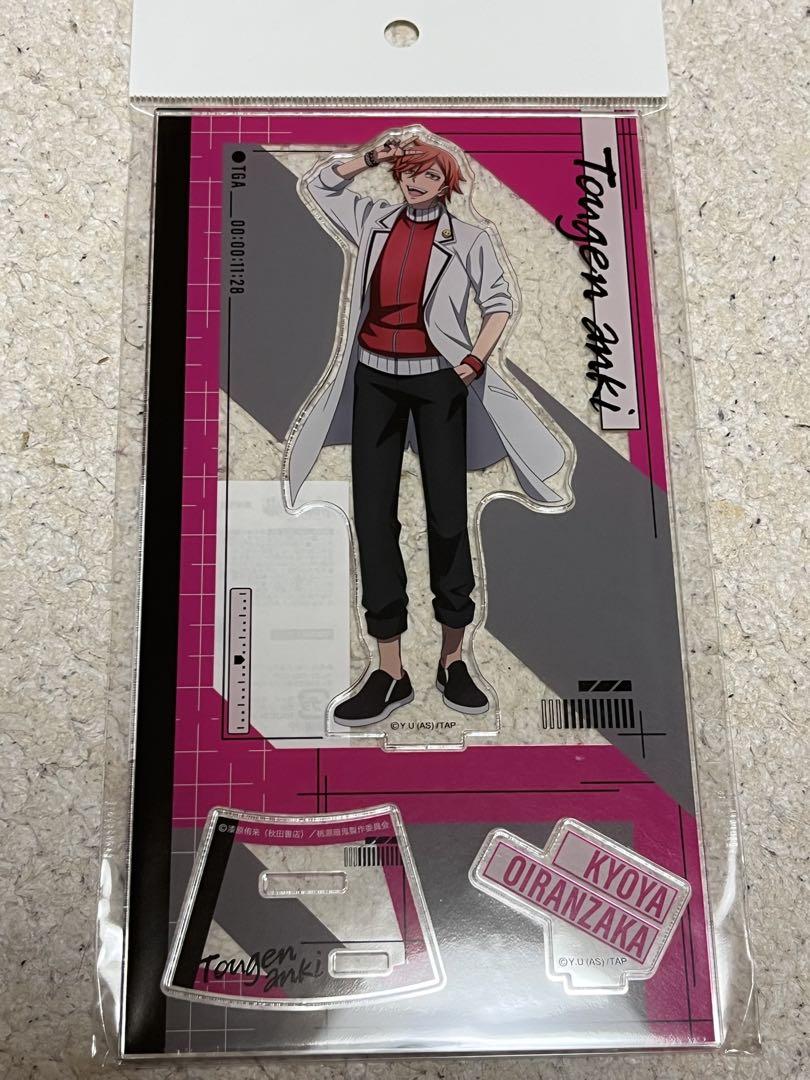 Tougen Anki
TGA 00:00:11:28
©Y.U (AS) /TAP
©漆原侑来（秋田書店）／桃源暗鬼製作委員会
Tougen
Anki
KYOYA
OIRANZAKA
©Y.U (AS) /TAP